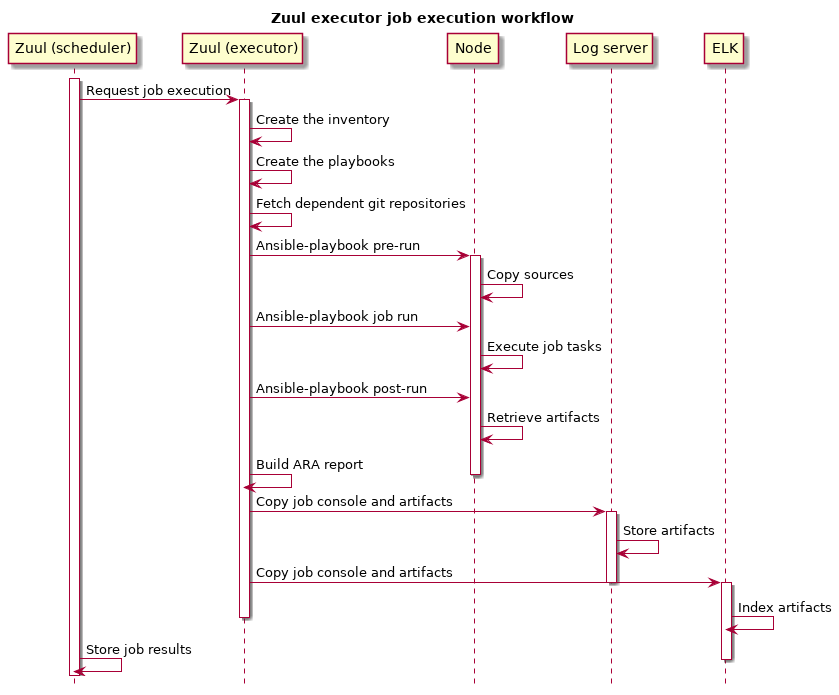 Zuul executor job execution workflow
Zuul (scheduler)
Zuul (executor)
Node
Log server
ELK
Request job execution
Create the inventory
Create the playbooks
Fetch dependent git repositories
Ansible-playbook pre-run
Copy sources
Ansible-playbook job run
Execute job tasks
Ansible-playbook post-run
Retrieve artifacts
Build ARA report
Copy job console and artifacts
Store artifacts
Copy job console and artifacts
Index artifacts
Store job results